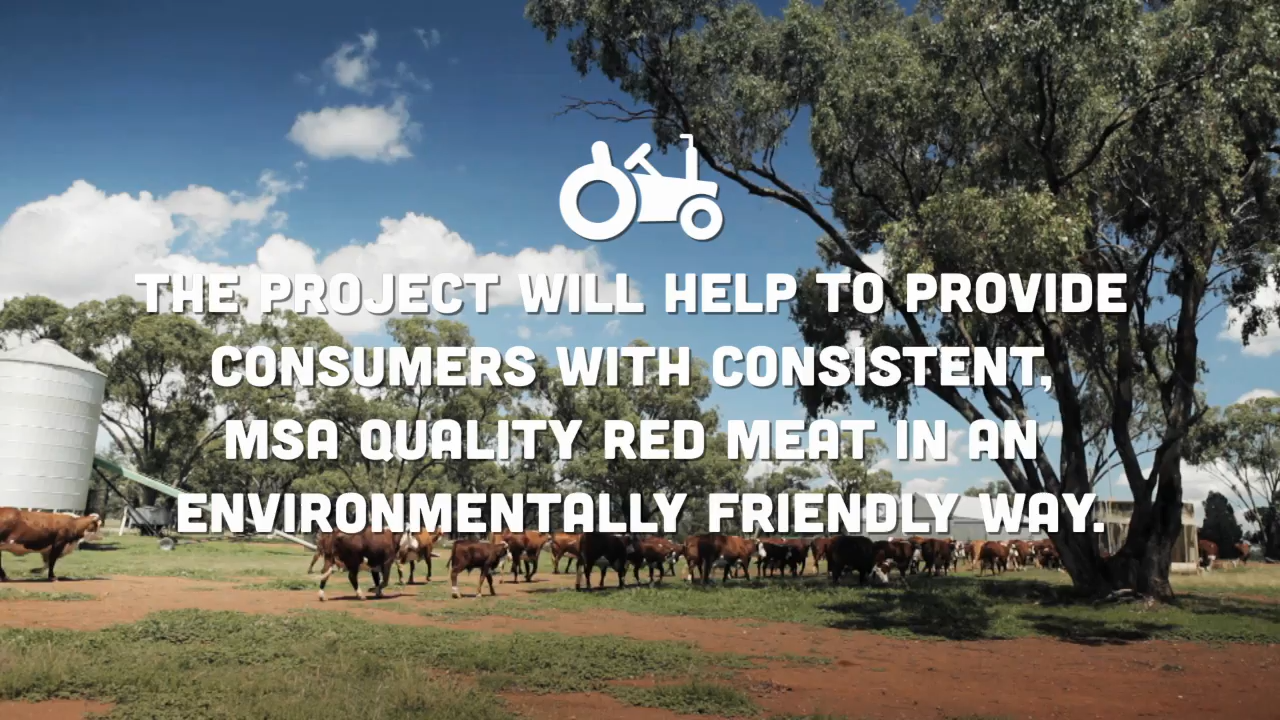 THE PROJECT WILL HELP TO PROVIDE
CONSUMERS WITH CONSISTENT,
MSA QUALITY RED MEAT IN AN
ENVIRONMENTALLY FRIENDLY WAY.